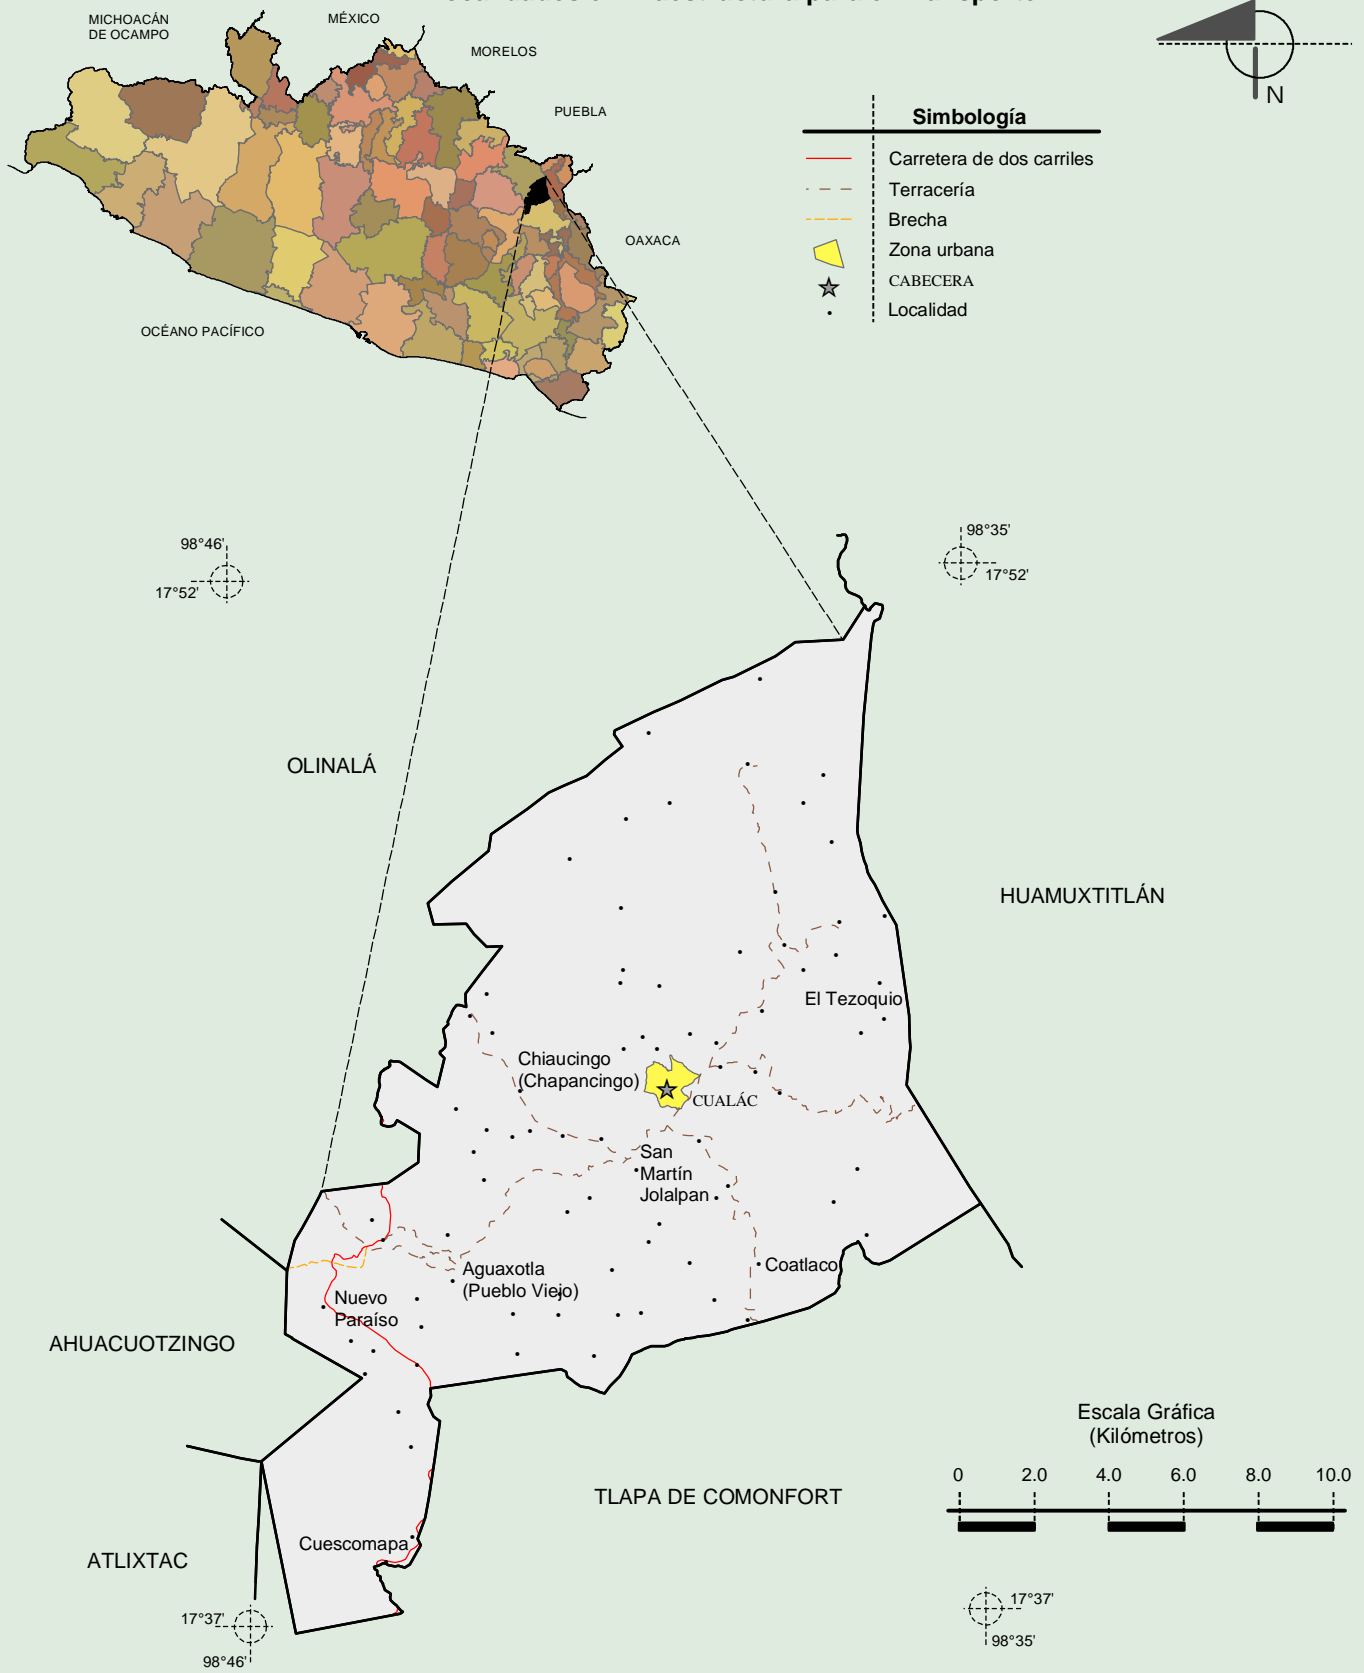 MICHOACÁN
DE OCAMPO
MÉXICO
MORELOS
PUEBLA
OAXACA
OCÉANO PACÍFICO
N
Simbología
Carretera de dos carriles
Terracería
Brecha
Zona urbana
CABECERA
Localidad
98°46'
17°52'
98°35'
17°52'
OLINALÁ
HUAMUXTITLÁN
El Tezoquio
Chiaucingo
(Chapancingo)
CUALÁC
San
Martín
Jolalpan
Aguaxotla
(Pueblo Viejo)
Coatlaco
Nuevo
Paraíso
AHUACUOTZINGO
TLAPA DE COMONFORT
Cuescomapa
ATLIXTAC
Escala Gráfica
(Kilómetros)
0 2.0 4.0 6.0 8.0 10.0
17°37'
98°46'
17°37'
98°35'